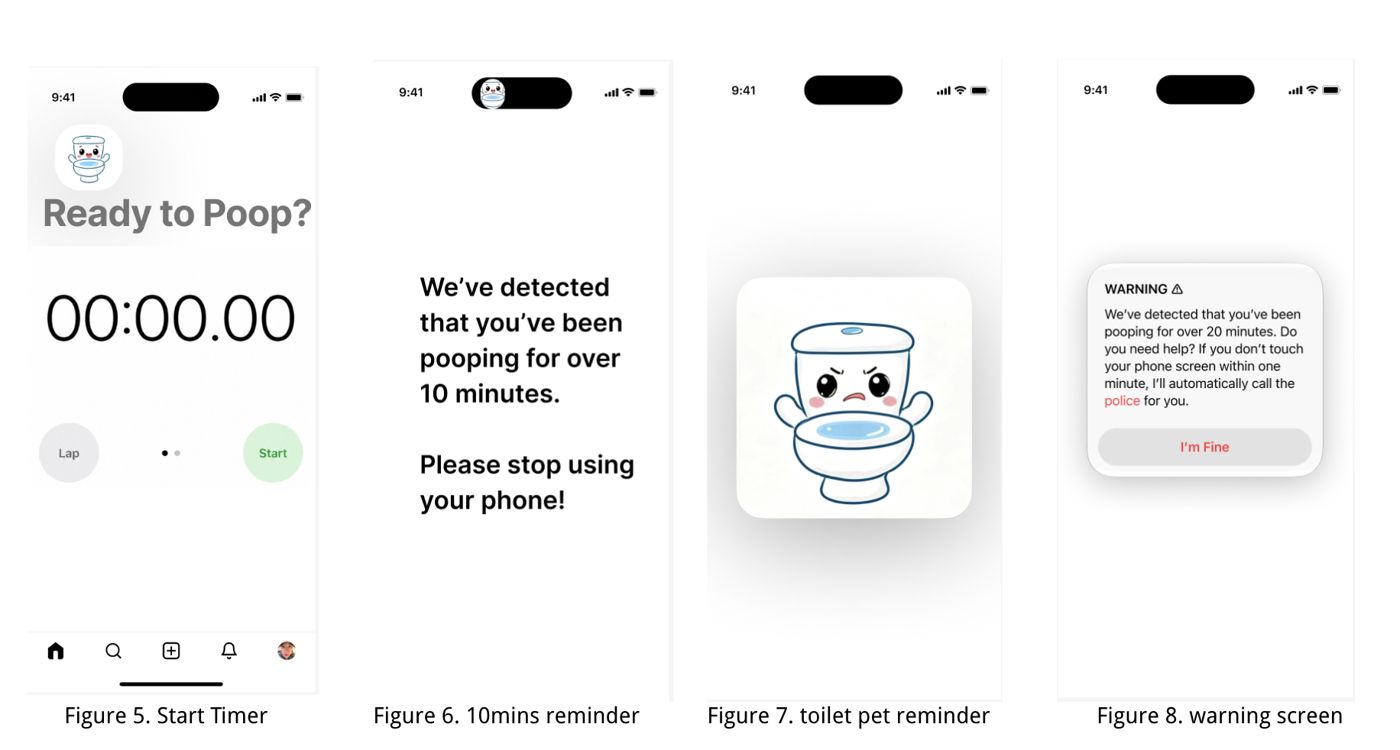 9:41
Ready to Poop?
00:00.00
Lap
Start
Figure 5. Start Timer
9:41
We've detected
that you've been
pooping for over
10 minutes.
Please stop using
your phone!
Figure 6. 10mins reminder
9:41
Figure 7. toilet pet reminder
9:41
WARNING ⚠
We've detected that you've been
pooping for over 20 minutes. Do
you need help? If you don't touch
your phone screen within one
minute, I'll automatically call the
police for you.
I'm Fine
Figure 8. warning screen